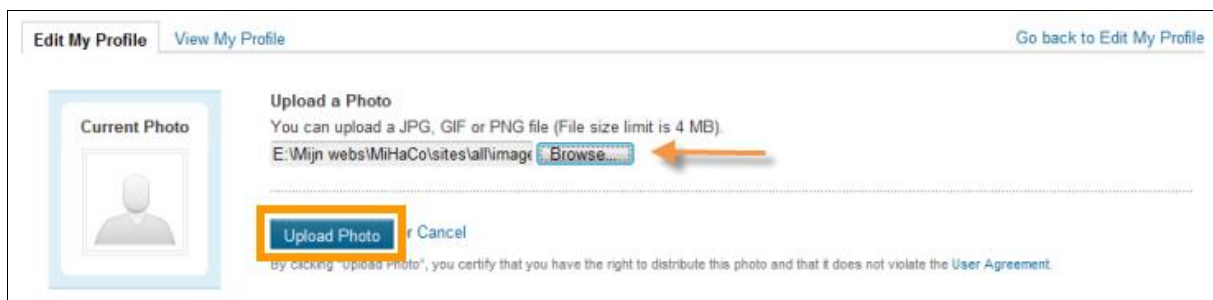 Edit My Profile View My Profile Go back to Edit My Profile
Current Photo
Upload a Photo
You can upload a JPG, GIF or PNG file (File size limit is 4 MB).
E:\Mijn webs\MiHaCo\sites\all\image Browse...
Upload Photo r Cancel
By clicking "Upload Photo", you certify that you have the right to distribute this photo and that it does not violate the User Agreement.